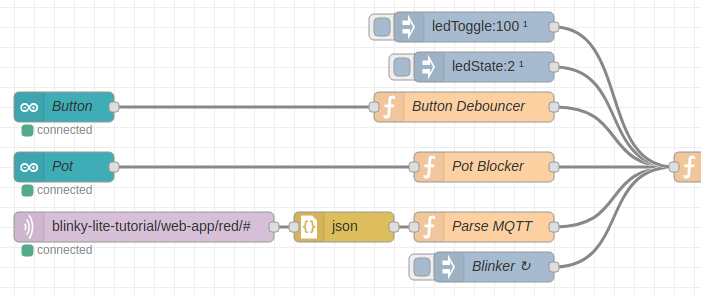 ledToggle:100 ¹
ledState:2 ¹
Button
Button Debouncer
connected
Pot
Pot Blocker
connected
blinky-lite-tutorial/web-app/red/#
{} json
Parse MQTT
connected
Blinker ↻